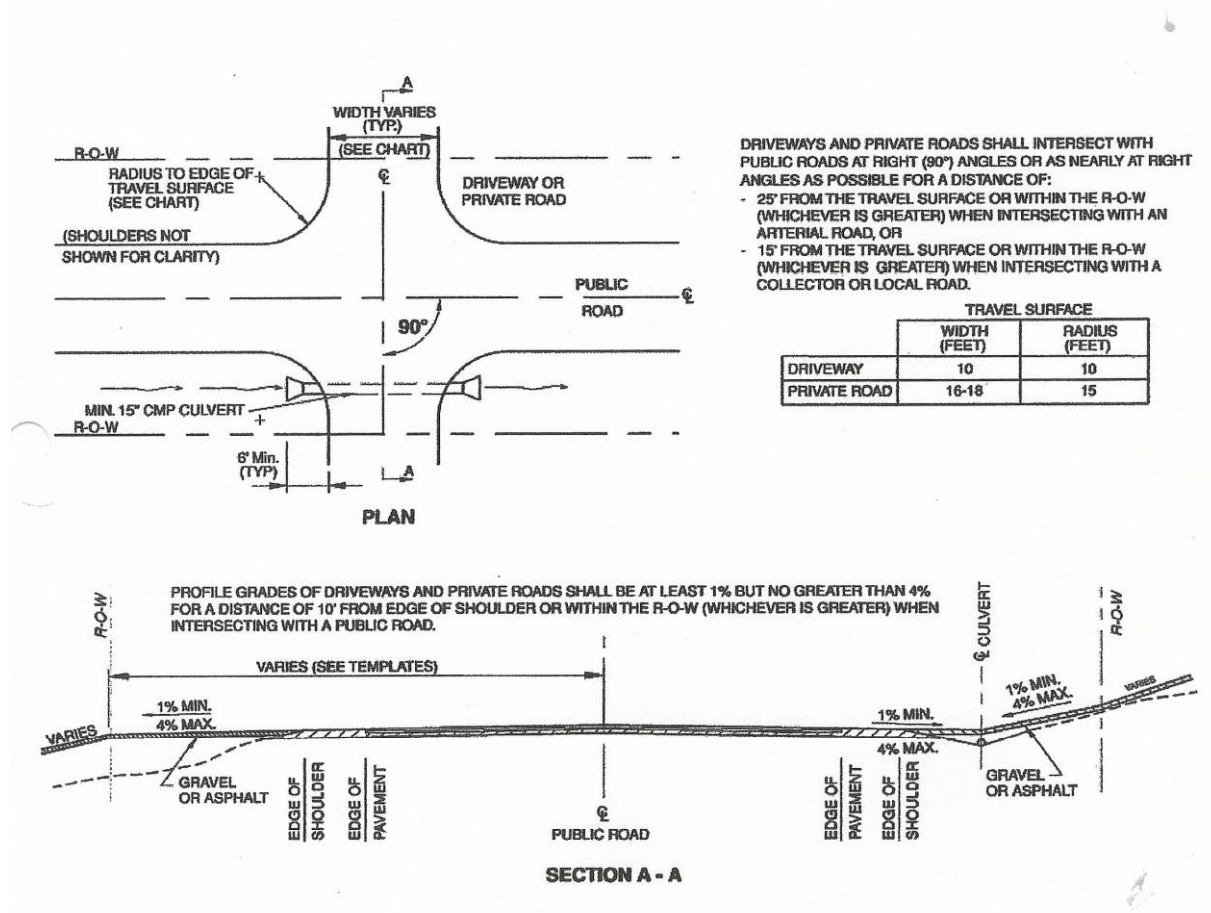 A
WIDTH VARIES
(TYP.)
(SEE CHART)
R-O-W
RADIUS TO EDGE OF
TRAVEL SURFACE
(SEE CHART)
℄
DRIVEWAY OR
PRIVATE ROAD
(SHOULDERS NOT
SHOWN FOR CLARITY)
PUBLIC
ROAD
℄
90°
MIN. 15" CMP CULVERT
R-O-W
6' Min.
(TYP)
A
PLAN
DRIVEWAYS AND PRIVATE ROADS SHALL INTERSECT WITH
PUBLIC ROADS AT RIGHT (90°) ANGLES OR AS NEARLY AT RIGHT
ANGLES AS POSSIBLE FOR A DISTANCE OF:
- 25' FROM THE TRAVEL SURFACE OR WITHIN THE R-O-W
(WHICHEVER IS GREATER) WHEN INTERSECTING WITH AN
ARTERIAL ROAD, OR
- 15' FROM THE TRAVEL SURFACE OR WITHIN THE R-O-W
(WHICHEVER IS GREATER) WHEN INTERSECTING WITH A
COLLECTOR OR LOCAL ROAD.
TRAVEL SURFACE
WIDTH (FEET) RADIUS (FEET)
DRIVEWAY 10 10
PRIVATE ROAD 16-18 15
PROFILE GRADES OF DRIVEWAYS AND PRIVATE ROADS SHALL BE AT LEAST 1% BUT NO GREATER THAN 4%
FOR A DISTANCE OF 10' FROM EDGE OF SHOULDER OR WITHIN THE R-O-W (WHICHEVER IS GREATER) WHEN
INTERSECTING WITH A PUBLIC ROAD.
R-O-W
VARIES (SEE TEMPLATES)
℄ CULVERT
R-O-W
VARIES
1% MIN.
4% MAX.
1% MIN.
4% MAX.
1% MIN.
4% MAX.
VARIES
GRAVEL
OR ASPHALT
EDGE OF
SHOULDER
EDGE OF
PAVEMENT
℄
PUBLIC ROAD
EDGE OF
PAVEMENT
EDGE OF
SHOULDER
GRAVEL
OR ASPHALT
SECTION A - A